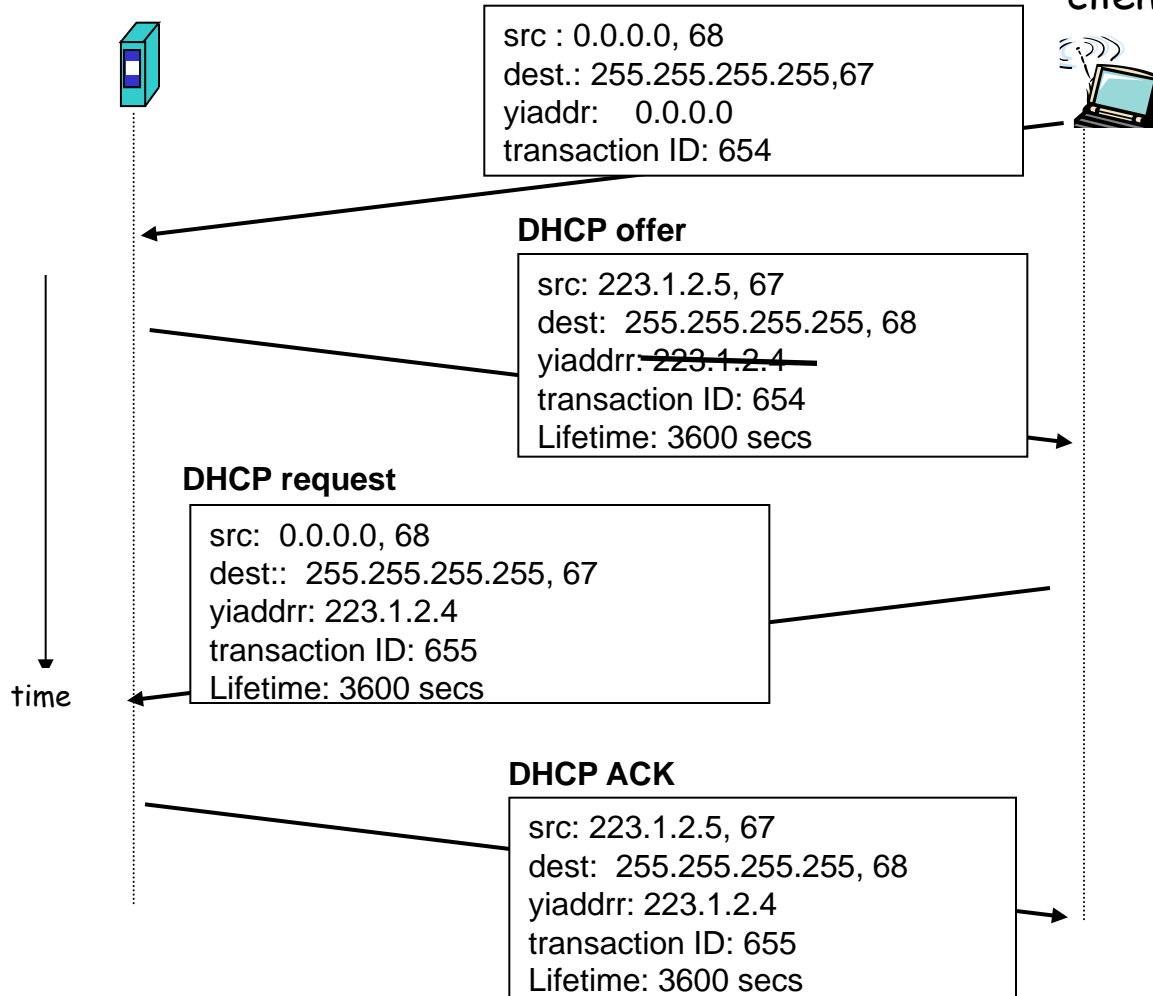 src : 0.0.0.0, 68
dest.: 255.255.255.255,67
yiaddr: 0.0.0.0
transaction ID: 654
DHCP offer
src: 223.1.2.5, 67
dest: 255.255.255.255, 68
yiaddrr: 223.1.2.4
transaction ID: 654
Lifetime: 3600 secs
DHCP request
src: 0.0.0.0, 68
dest:: 255.255.255.255, 67
yiaddrr: 223.1.2.4
transaction ID: 655
Lifetime: 3600 secs
time
DHCP ACK
src: 223.1.2.5, 67
dest: 255.255.255.255, 68
yiaddrr: 223.1.2.4
transaction ID: 655
Lifetime: 3600 secs